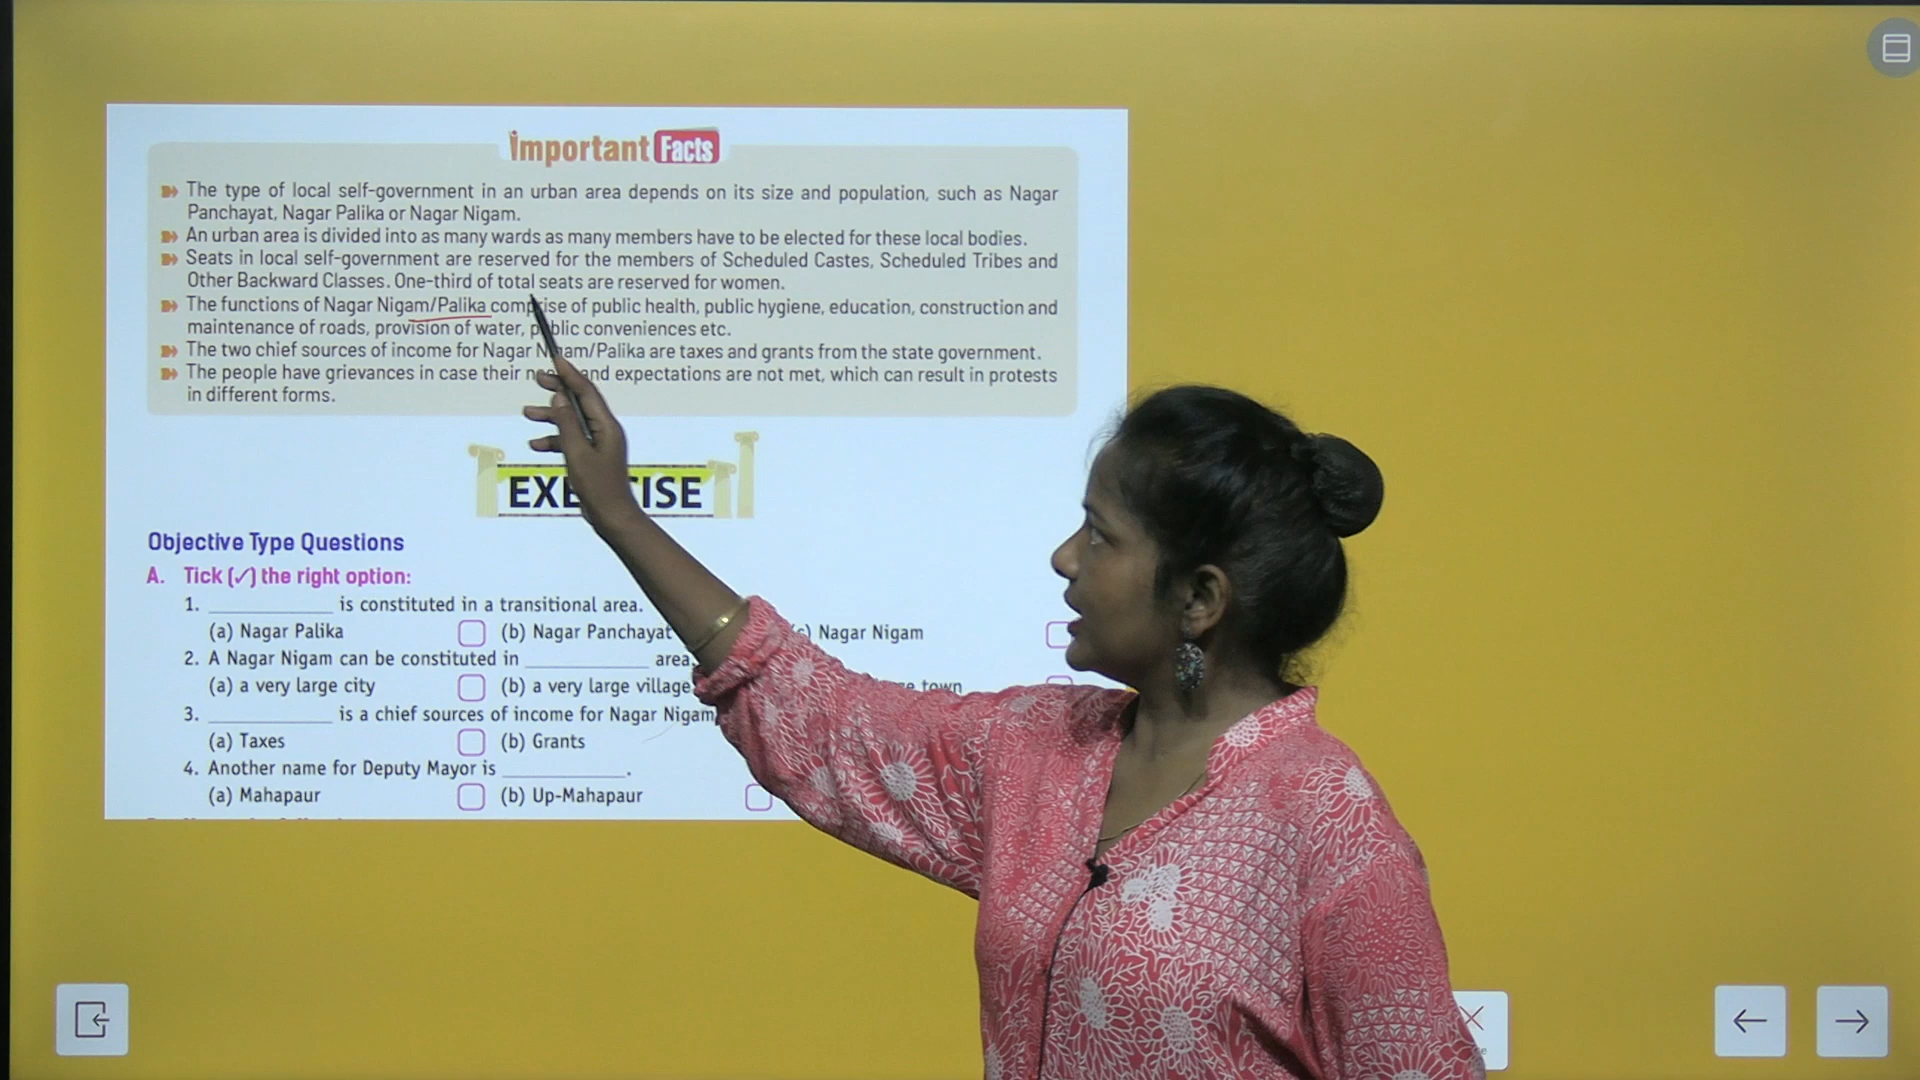 Important Facts
The type of local self-government in an urban area depends on its size and population, such as Nagar
Panchayat, Nagar Palika or Nagar Nigam.
An urban area is divided into as many wards as many members have to be elected for these local bodies.
Seats in local self-government are reserved for the members of Scheduled Castes, Scheduled Tribes and
Other Backward Classes. One-third of total seats are reserved for women.
The functions of Nagar Nigam/Palika comprise of public health, public hygiene, education, construction and
maintenance of roads, provision of water, public conveniences etc.
The two chief sources of income for Nagar Nigam/Palika are taxes and grants from the state government.
The people have grievances in case their and expectations are not met, which can result in protests
in different forms.
EXERCISE
Objective Type Questions
A. Tick (✓) the right option:
1. ____________ is constituted in a transitional area.
(a) Nagar Palika (b) Nagar Panchayat (c) Nagar Nigam
2. A Nagar Nigam can be constituted in ____________ area.
(a) a very large city (b) a very large village town
3. ____________ is a chief sources of income for Nagar Nigam
(a) Taxes (b) Grants
4. Another name for Deputy Mayor is ____________.
(a) Mahapaur (b) Up-Mahapaur